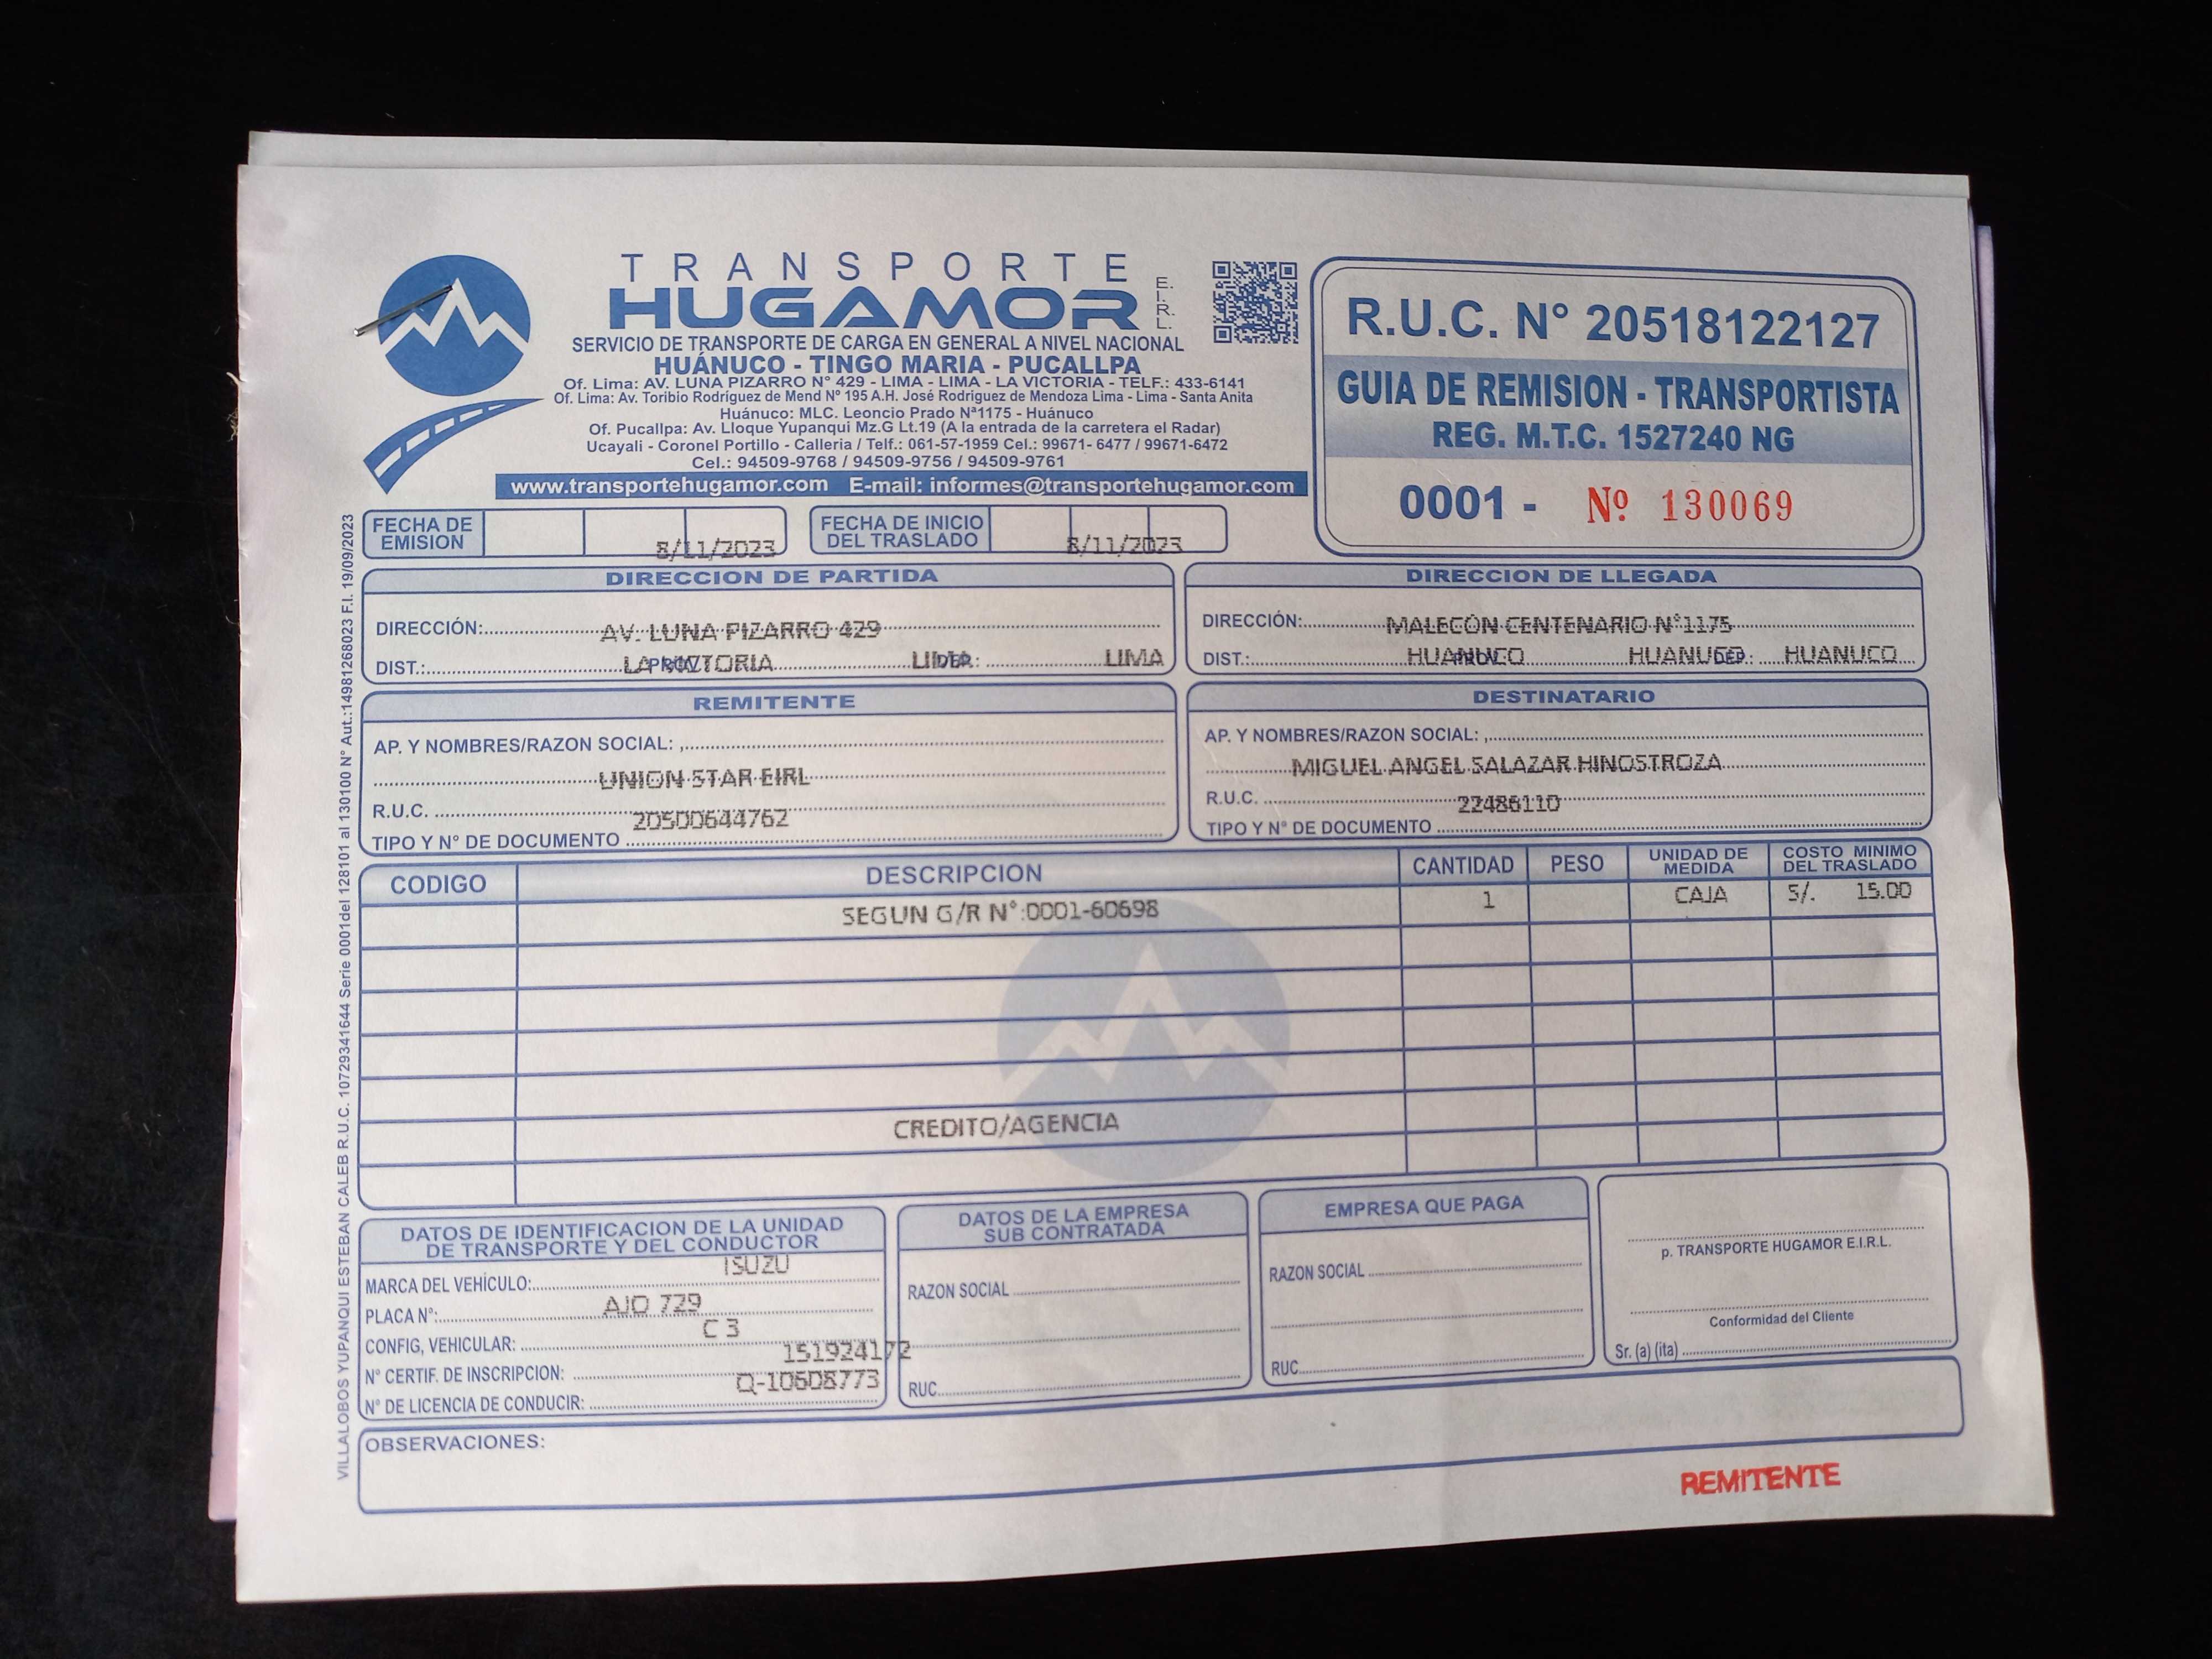 TRANSPORTE
HUGAMOR E.I.R.L.
SERVICIO DE TRANSPORTE DE CARGA EN GENERAL A NIVEL NACIONAL
HUÁNUCO - TINGO MARIA - PUCALLPA
Of. Lima: AV. LUNA PIZARRO N° 429 - LIMA - LIMA - LA VICTORIA - TELF.: 433-6141
Of. Lima: Av. Toribio Rodríguez de Mend Nº 195 A.H. José Rodríguez de Mendoza Lima - Lima - Santa Anita
Huánuco: MLC. Leoncio Prado Nª1175 - Huánuco
Of. Pucallpa: Av. Lloque Yupanqui Mz.G Lt.19 (A la entrada de la carretera el Radar)
Ucayali - Coronel Portillo - Calleria / Telf.: 061-57-1959 Cel.: 99671- 6477 / 99671-6472
Cel.: 94509-9768 / 94509-9756 / 94509-9761
www.transportehugamor.com E-mail: informes@transportehugamor.com
R.U.C. N° 20518122127
GUIA DE REMISION - TRANSPORTISTA
REG. M.T.C. 1527240 NG
0001 - Nº 130069
FECHA DE EMISION 8/11/2023
FECHA DE INICIO DEL TRASLADO 8/11/2023
DIRECCION DE PARTIDA
DIRECCIÓN: AV. LUNA PIZARRO 429
DIST.: LA VICTORIA PROV. LIMA DEP.: LIMA
DIRECCION DE LLEGADA
DIRECCIÓN: MALECÓN CENTENARIO N°1175
DIST.: HUANUCO PROV. HUANUCO DEP.: HUANUCO
REMITENTE
AP. Y NOMBRES/RAZON SOCIAL:
UNION STAR EIRL
R.U.C. 20500644762
TIPO Y N° DE DOCUMENTO
DESTINATARIO
AP. Y NOMBRES/RAZON SOCIAL:
MIGUEL ANGEL SALAZAR HINOSTROZA
R.U.C. 22486110
TIPO Y N° DE DOCUMENTO
CODIGO DESCRIPCION CANTIDAD PESO UNIDAD DE MEDIDA COSTO MINIMO DEL TRASLADO
SEGUN G/R N°:0001-60698 1 CAJA S/. 15.00
CREDITO/AGENCIA
DATOS DE IDENTIFICACION DE LA UNIDAD
DE TRANSPORTE Y DEL CONDUCTOR
MARCA DEL VEHÍCULO: ISUZU
PLACA N°: AJO 729
CONFIG, VEHICULAR: C 3
N° CERTIF. DE INSCRIPCION: 151924172
N° DE LICENCIA DE CONDUCIR: Q-10608773
DATOS DE LA EMPRESA
SUB CONTRATADA
RAZON SOCIAL
RUC
EMPRESA QUE PAGA
RAZON SOCIAL
RUC
p. TRANSPORTE HUGAMOR E.I.R.L.
Conformidad del Cliente
Sr. (a) (ita)
OBSERVACIONES:
REMITENTE
VILLALOBOS YUPANQUI ESTEBAN CALEB R.U.C. 10729341644 Serie 0001del 128101 al 130100 N° Aut.:14981268023 F.I. 19/09/2023